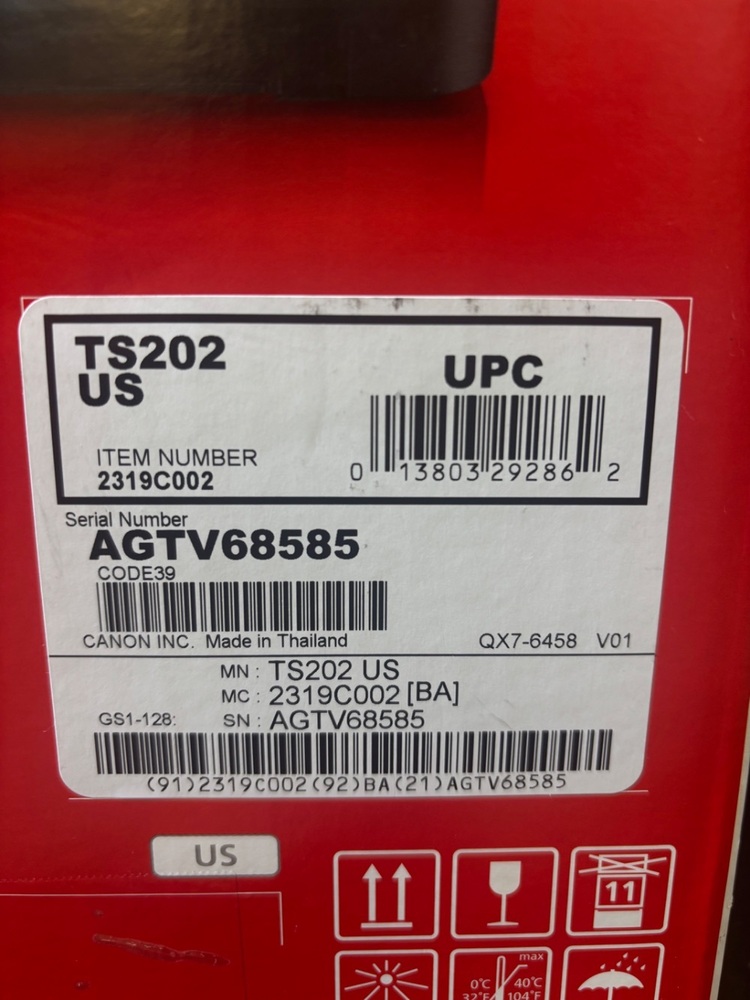 TS202
US
UPC
ITEM NUMBER
2319C002
0 13803 29286 2
Serial Number
AGTV68585
CODE39
CANON INC. Made in Thailand QX7-6458 V01
MN : TS202 US
MC : 2319C002 [BA]
GS1-128: SN : AGTV68585
(91)2319C002(92)BA(21)AGTV68585
US
11
max
0°C 40°C
32°F 104°F